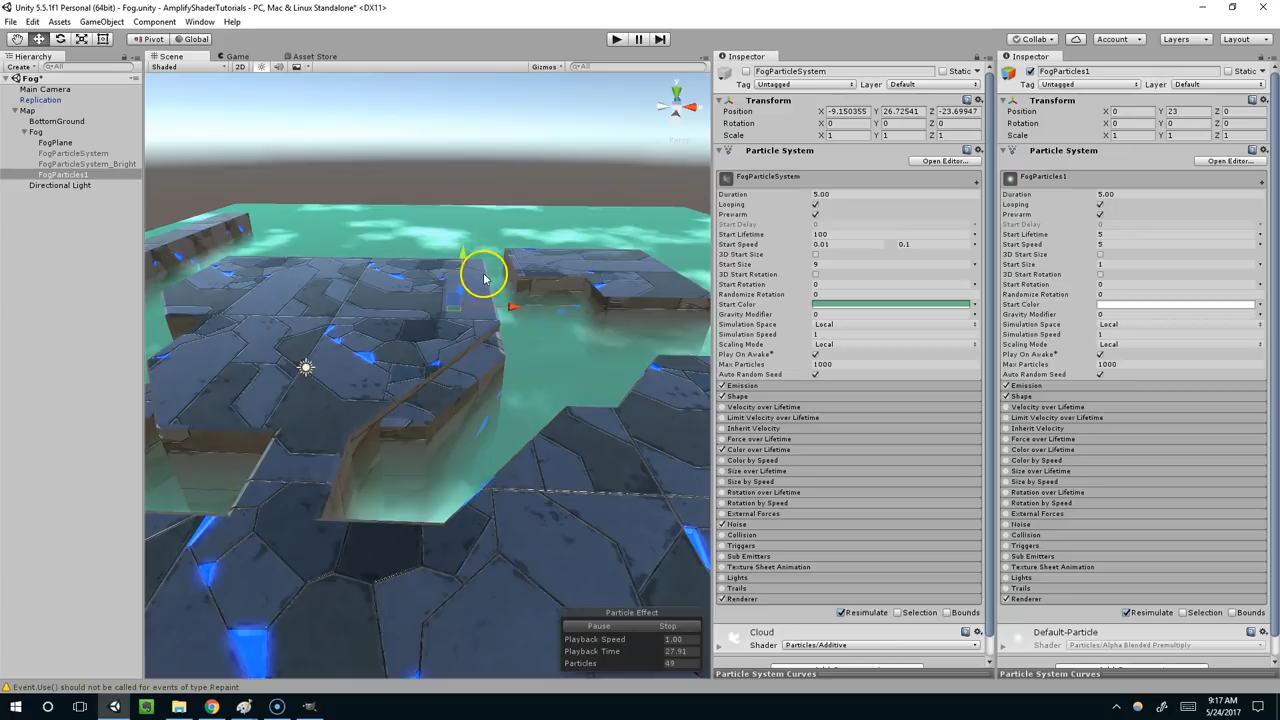 Unity 5.5.1f1 Personal (64bit) - Fog.unity - AmplifyShaderTutorials - PC, Mac & Linux Standalone* <DX11>
File Edit Assets GameObject Component Window Help
Pivot Global Collab Account Layers Layout
Hierarchy
Create All
Fog*
Main Camera
Replication
Map
BottomGround
Fog
FogPlane
FogParticleSystem
FogParticleSystem_Bright
FogParticles1
Directional Light
Scene Game Asset Store
Shaded 2D Gizmos All
y
x
Persp
Particle Effect
Pause Stop
Playback Speed 1.00
Playback Time 27.91
Particles 49
Inspector
FogParticleSystem Static
Tag Untagged Layer Default
Transform
Position X -9.150355 Y 26.72541 Z -23.69947
Rotation X 0 Y 0 Z 0
Scale X 1 Y 1 Z 1
Particle System
Open Editor...
FogParticleSystem
Duration 5.00
Looping
Prewarm
Start Delay 0
Start Lifetime 100
Start Speed 0.01 0.1
3D Start Size
Start Size 9
3D Start Rotation
Start Rotation 0
Randomize Rotation 0
Start Color
Gravity Modifier 0
Simulation Space Local
Simulation Speed 1
Scaling Mode Local
Play On Awake*
Max Particles 1000
Auto Random Seed
Emission
Shape
Velocity over Lifetime
Limit Velocity over Lifetime
Inherit Velocity
Force over Lifetime
Color over Lifetime
Color by Speed
Size over Lifetime
Size by Speed
Rotation over Lifetime
Rotation by Speed
External Forces
Noise
Collision
Triggers
Sub Emitters
Texture Sheet Animation
Lights
Trails
Renderer
Resimulate Selection Bounds
Cloud
Shader Particles/Additive
Particle System Curves
Inspector
FogParticles1 Static
Tag Untagged Layer Default
Transform
Position X 0 Y 23 Z 0
Rotation X 0 Y 0 Z 0
Scale X 1 Y 1 Z 1
Particle System
Open Editor...
FogParticles1
Duration 5.00
Looping
Prewarm
Start Delay 0
Start Lifetime 5
Start Speed 5
3D Start Size
Start Size 1
3D Start Rotation
Start Rotation 0
Randomize Rotation 0
Start Color
Gravity Modifier 0
Simulation Space Local
Simulation Speed 1
Scaling Mode Local
Play On Awake*
Max Particles 1000
Auto Random Seed
Emission
Shape
Velocity over Lifetime
Limit Velocity over Lifetime
Inherit Velocity
Force over Lifetime
Color over Lifetime
Color by Speed
Size over Lifetime
Size by Speed
Rotation over Lifetime
Rotation by Speed
External Forces
Noise
Collision
Triggers
Sub Emitters
Texture Sheet Animation
Lights
Trails
Renderer
Resimulate Selection Bounds
Default-Particle
Shader Particles/Alpha Blended Premultiply
Particle System Curves
Event.Use() should not be called for events of type Repaint
9:17 AM
5/24/2017